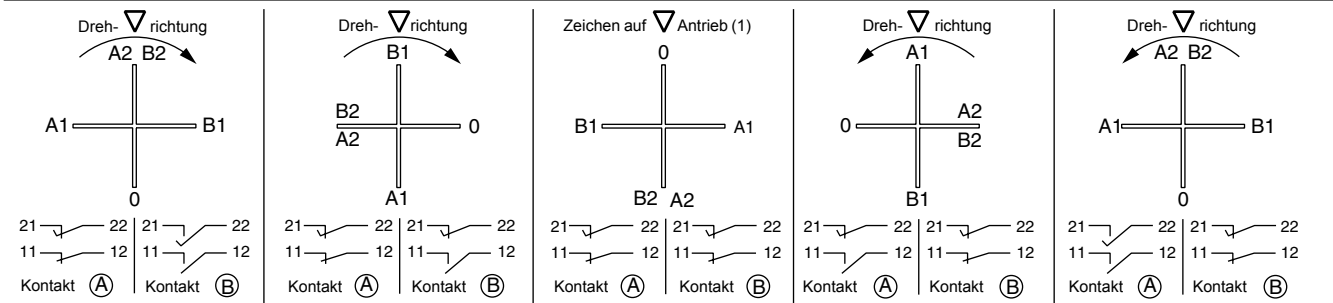 Dreh- richtung
A2 B2
A1 B1
0
21 22 21 22
11 12 11 12
Kontakt A Kontakt B
Dreh- richtung
B1
B2
A2
0
A1
21 22 21 22
11 12 11 12
Kontakt A Kontakt B
Zeichen auf Antrieb (1)
0
B1 A1
B2 A2
21 22 21 22
11 12 11 12
Kontakt A Kontakt B
Dreh- richtung
A1
0
A2
B2
B1
21 22 21 22
11 12 11 12
Kontakt A Kontakt B
Dreh- richtung
A2 B2
A1 B1
0
21 22 21 22
11 12 11 12
Kontakt A Kontakt B